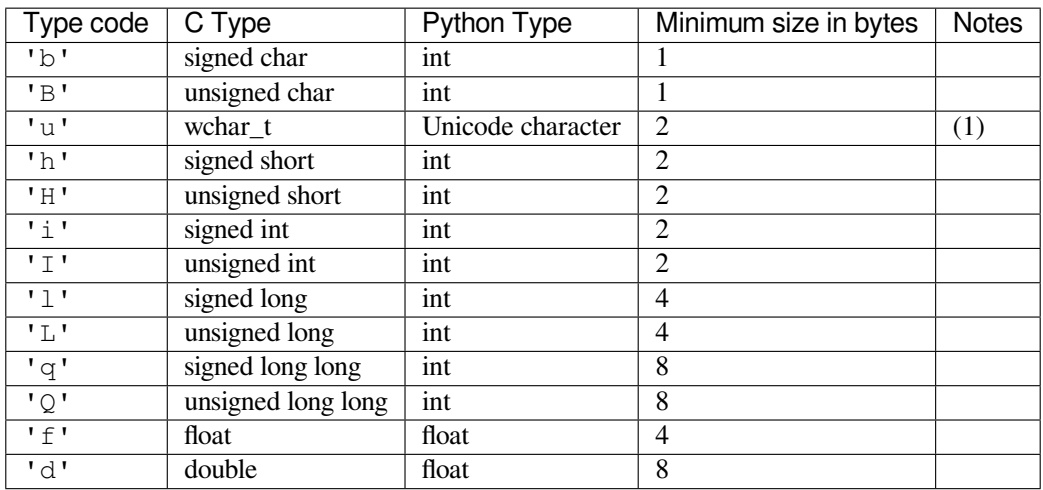 Type code C Type Python Type Minimum size in bytes Notes
'b' signed char int 1
'B' unsigned char int 1
'u' wchar_t Unicode character 2 (1)
'h' signed short int 2
'H' unsigned short int 2
'i' signed int int 2
'I' unsigned int int 2
'l' signed long int 4
'L' unsigned long int 4
'q' signed long long int 8
'Q' unsigned long long int 8
'f' float float 4
'd' double float 8